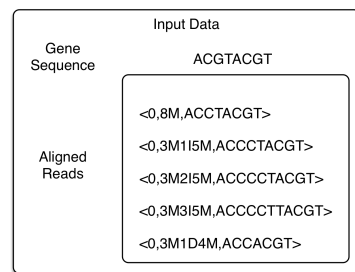 Input Data
Gene
Sequence
ACGTACGT
Aligned
Reads
<0,8M,ACCTACGT>
<0,3M1I5M,ACCCTACGT>
<0,3M2I5M,ACCCCTACGT>
<0,3M3I5M,ACCCCTTACGT>
<0,3M1D4M,ACCACGT>